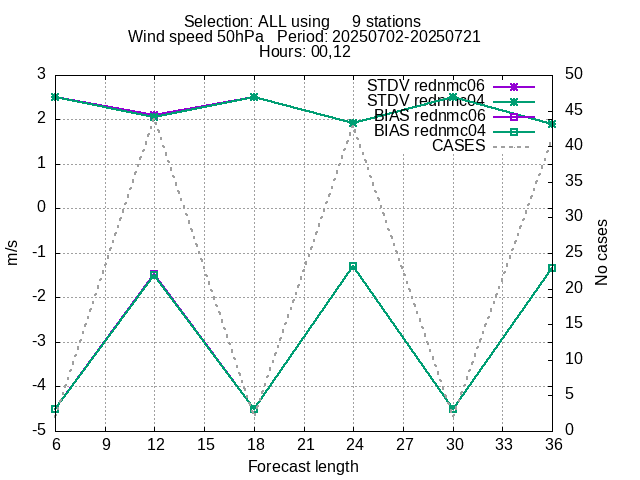 Selection: ALL using     9 stations
Wind speed 50hPa   Period: 20250702-20250721
Hours: 00,12
STDV rednmc06
STDV rednmc04
BIAS rednmc06
BIAS rednmc04
CASES
3
2
1
0
-1
-2
-3
-4
-5
m/s
50
45
40
35
30
25
20
15
10
5
0
No cases
6 9 12 15 18 21 24 27 30 33 36
Forecast length